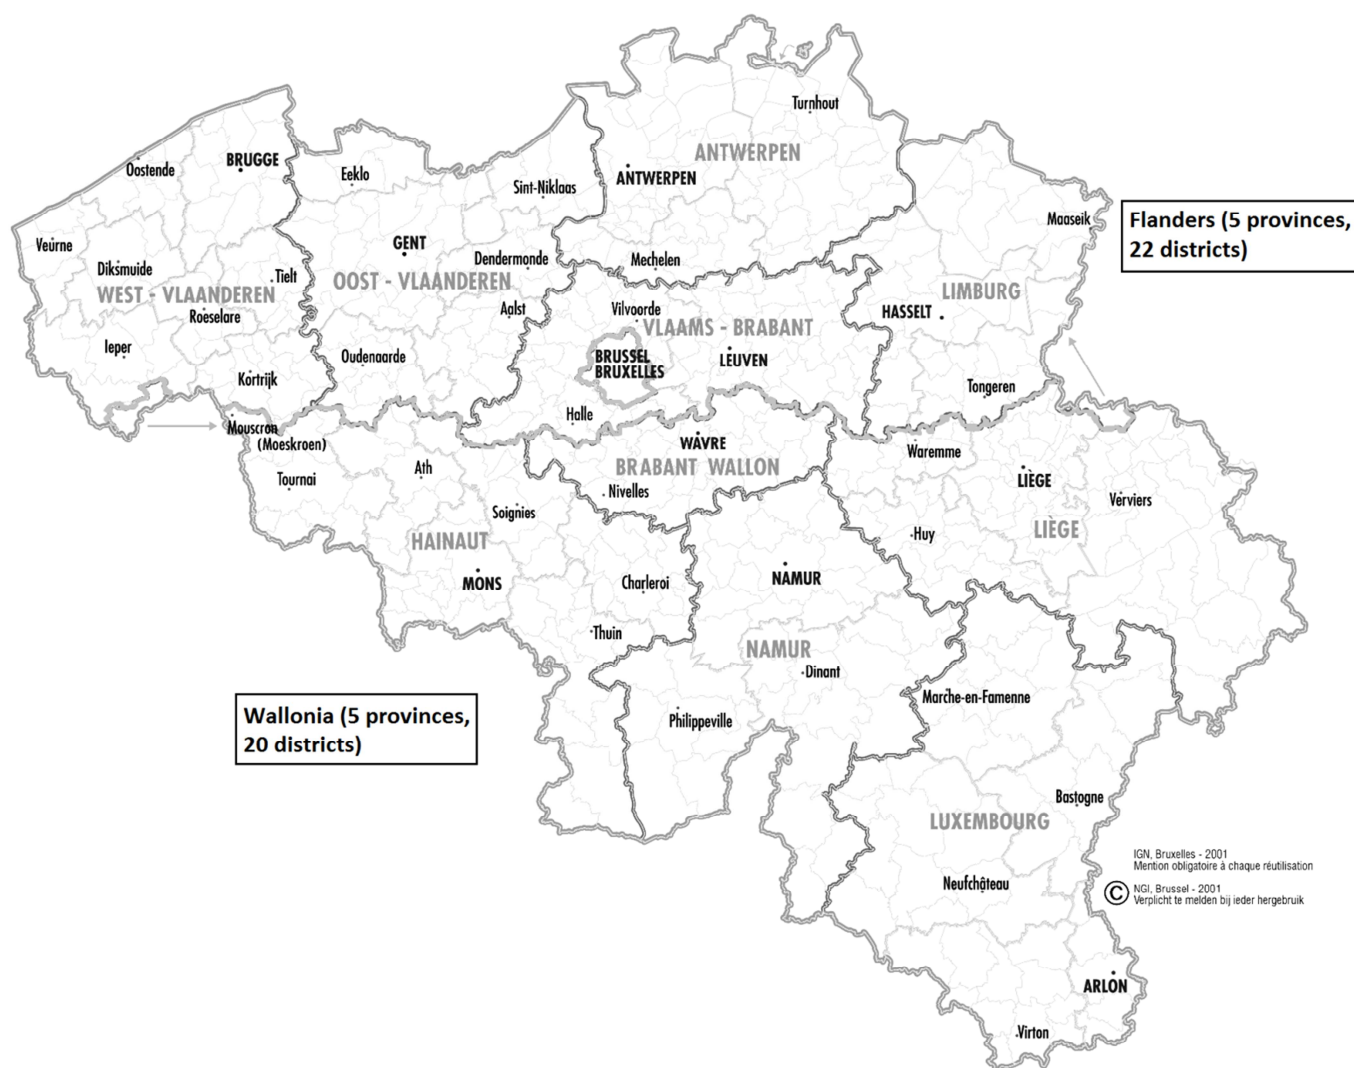 Turnhout
ANTWERPEN
ANTWERPEN
Oostende
BRUGGE
Eeklo
Sint-Niklaas
Maaseik
Flanders (5 provinces,
22 districts)
Veurne
GENT
Diksmuide
Tielt
Dendermonde
Mechelen
WEST - VLAANDEREN
OOST - VLAANDEREN
LIMBURG
Roeselare
Aalst
Vilvoorde
VLAAMS - BRABANT
HASSELT
Ieper
Oudenaarde
BRUSSEL
BRUXELLES
LEUVEN
Kortrijk
Tongeren
Halle
Mouscron
(Moeskroen)
WAVRE
Waremme
BRABANT WALLON
Ath
Tournai
Nivelles
LIÈGE
Verviers
Soignies
HAINAUT
Huy
LIÈGE
MONS
Charleroi
NAMUR
Thuin
NAMUR
Dinant
Marche-en-Famenne
Wallonia (5 provinces,
20 districts)
Philippeville
Bastogne
LUXEMBOURG
Neufchâteau
IGN, Bruxelles - 2001
Mention obligatoire à chaque réutilisation
© NGI, Brussel - 2001
Verplicht te melden bij ieder hergebruik
ARLON
Virton